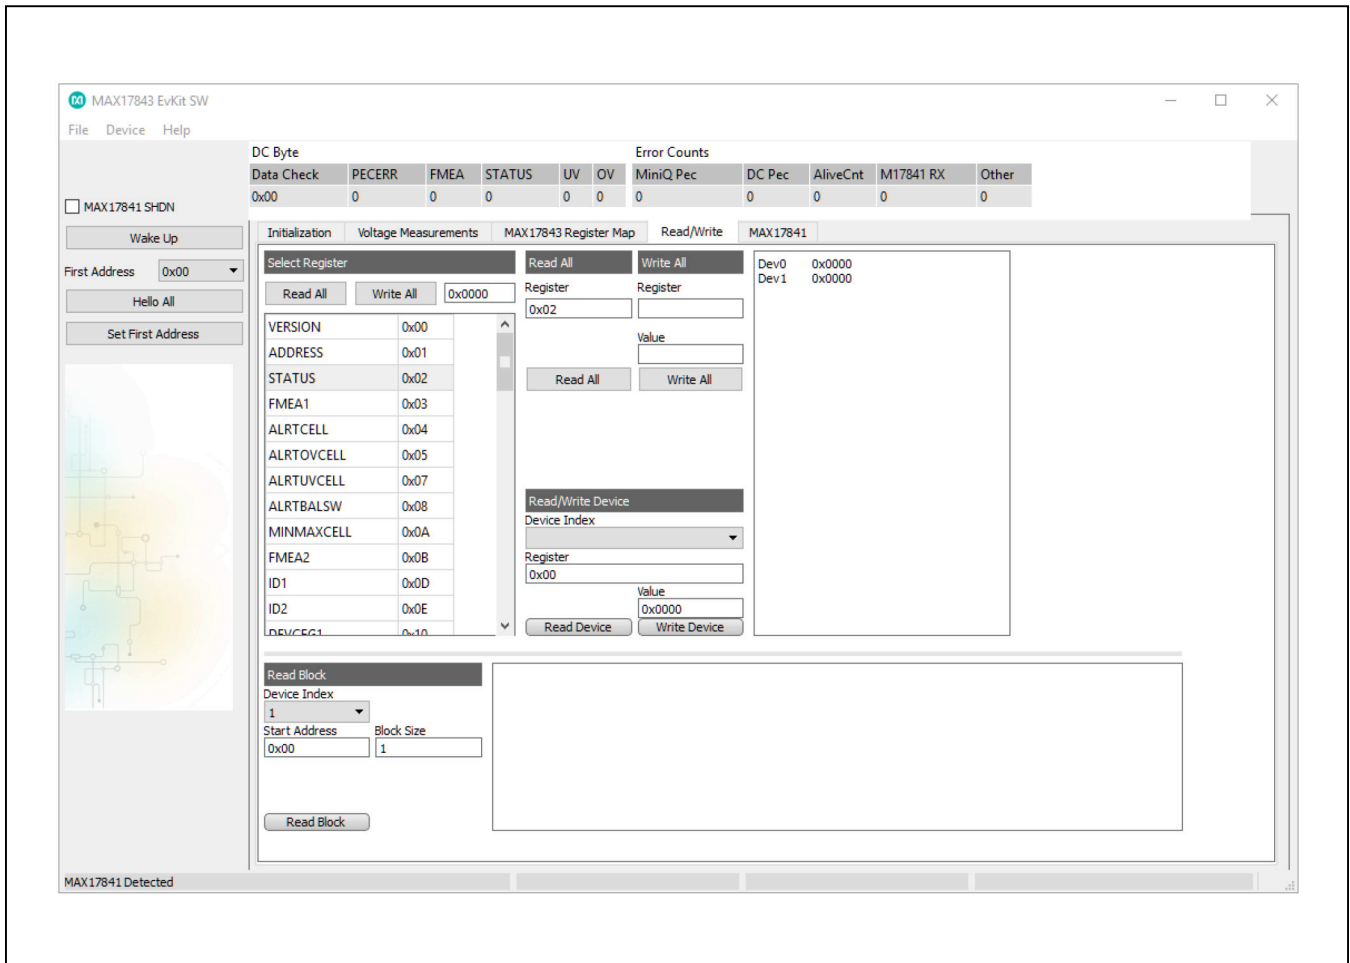 MAX17843 EvKit SW
File Device Help
DC Byte Error Counts
Data Check PECERR FMEA STATUS UV OV MiniQ Pec DC Pec AliveCnt M17841 RX Other
0x00 0 0 0 0 0 0 0 0 0 0
MAX17841 SHDN
Wake Up
First Address 0x00
Hello All
Set First Address
Initialization Voltage Measurements MAX17843 Register Map Read/Write MAX17841
Select Register
Read All Write All 0x0000
VERSION 0x00
ADDRESS 0x01
STATUS 0x02
FMEA1 0x03
ALRTCELL 0x04
ALRTOVCELL 0x05
ALRTUVCELL 0x07
ALRTBALSW 0x08
MINMAXCELL 0x0A
FMEA2 0x0B
ID1 0x0D
ID2 0x0E
DEVCFG1 0x10
Read All Write All
Register Register
0x02
Value
Read All Write All
Read/Write Device
Device Index
Register
0x00
Value
0x0000
Read Device Write Device
Dev0 0x0000
Dev1 0x0000
Read Block
Device Index
1
Start Address Block Size
0x00 1
Read Block
MAX17841 Detected